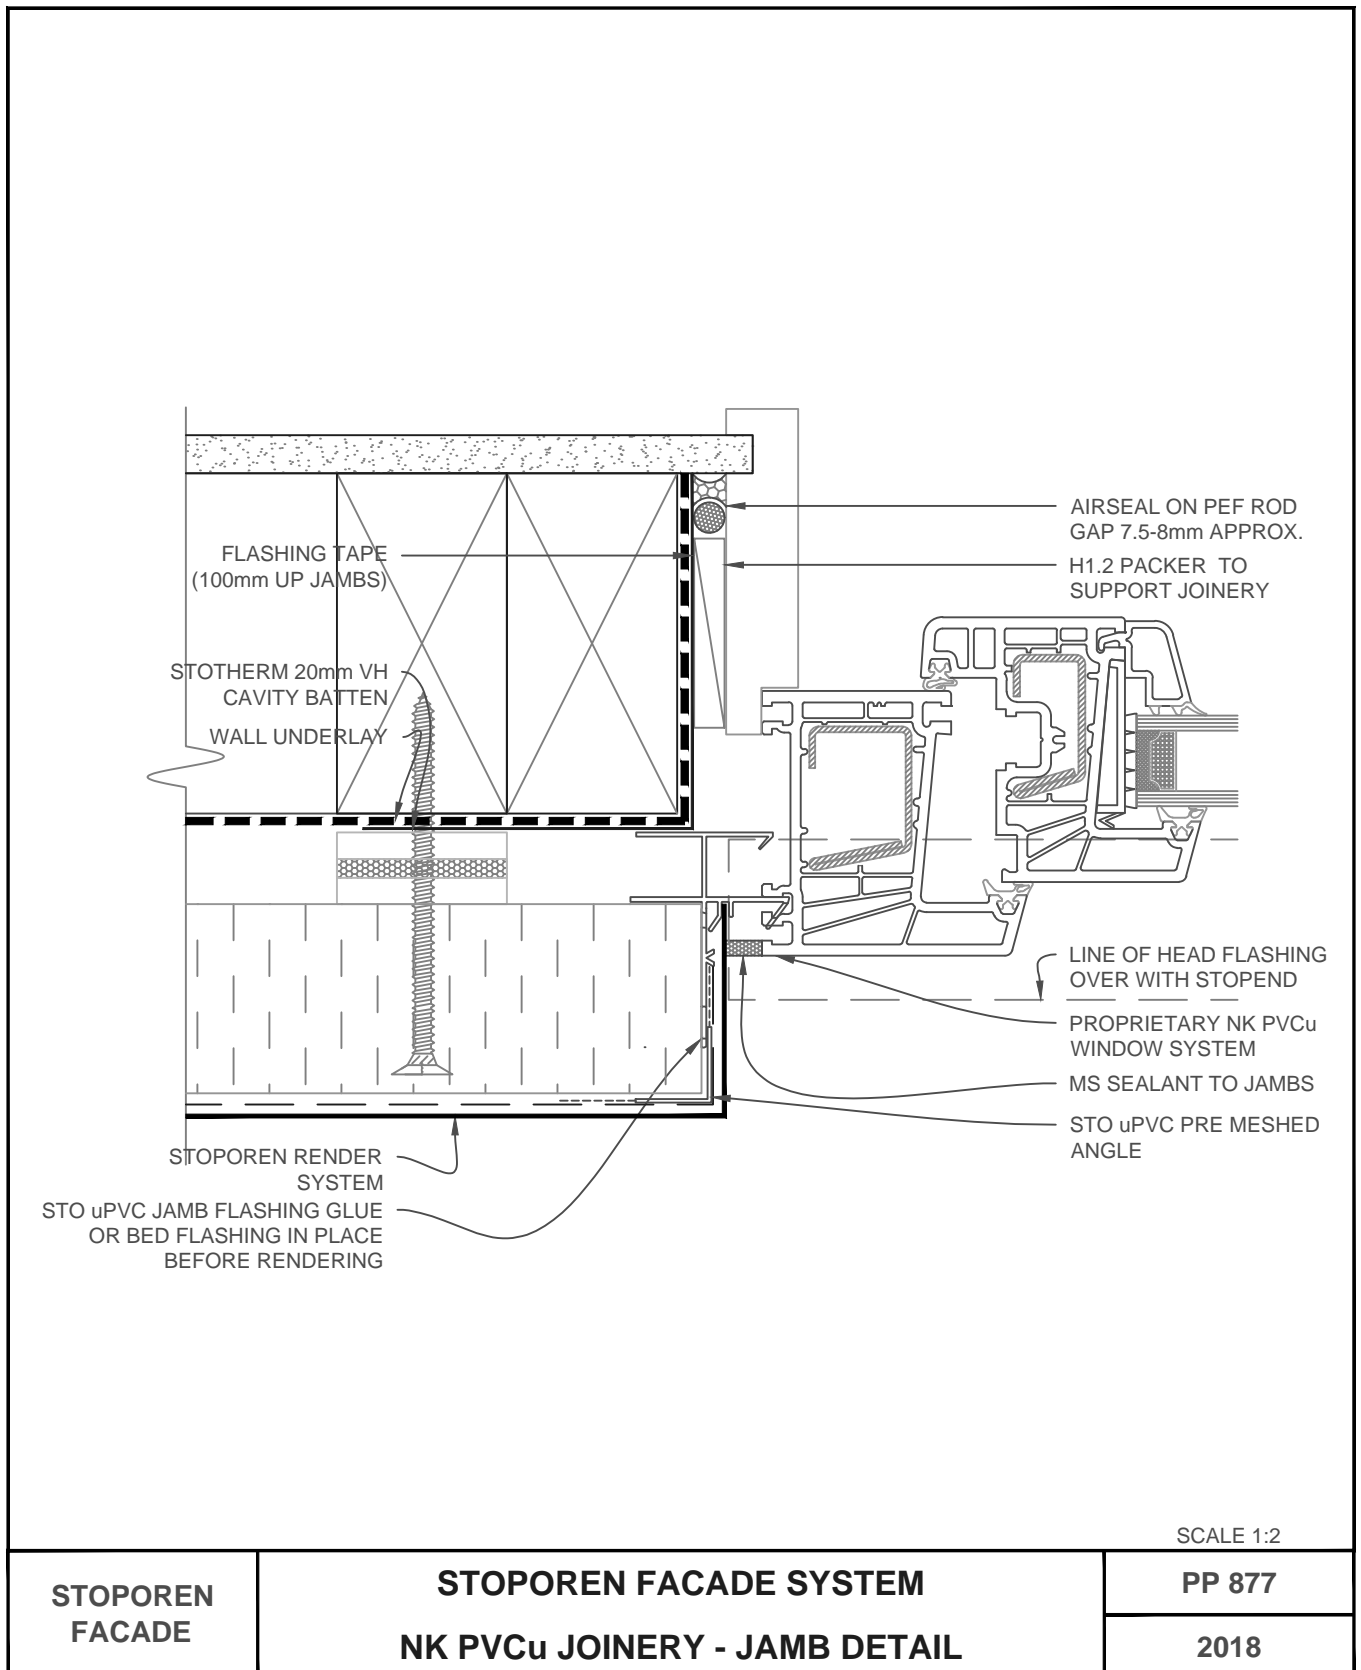 AIRSEAL ON PEF ROD
GAP 7.5-8mm APPROX.
FLASHING TAPE
(100mm UP JAMBS)
H1.2 PACKER TO
SUPPORT JOINERY
STOTHERM 20mm VH
CAVITY BATTEN
WALL UNDERLAY
LINE OF HEAD FLASHING
OVER WITH STOPEND
PROPRIETARY NK PVCu
WINDOW SYSTEM
MS SEALANT TO JAMBS
STO uPVC PRE MESHED
ANGLE
STOPOREN RENDER
SYSTEM
STO uPVC JAMB FLASHING GLUE
OR BED FLASHING IN PLACE
BEFORE RENDERING
SCALE 1:2
STOPOREN
FACADE
STOPOREN FACADE SYSTEM
NK PVCu JOINERY - JAMB DETAIL
PP 877
2018